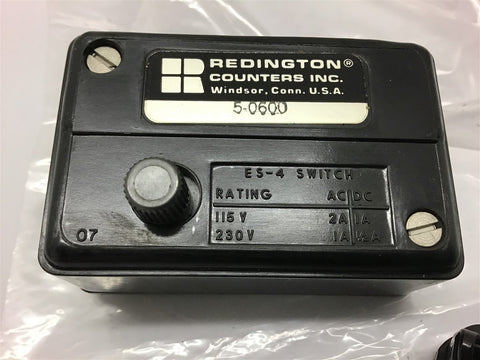 REDINGTON®
COUNTERS INC.
Windsor, Conn. U.S.A.
5-0600
ES-4 SWITCH
RATING AC DC
115 V 2A 1A
230 V 1A ½A
07